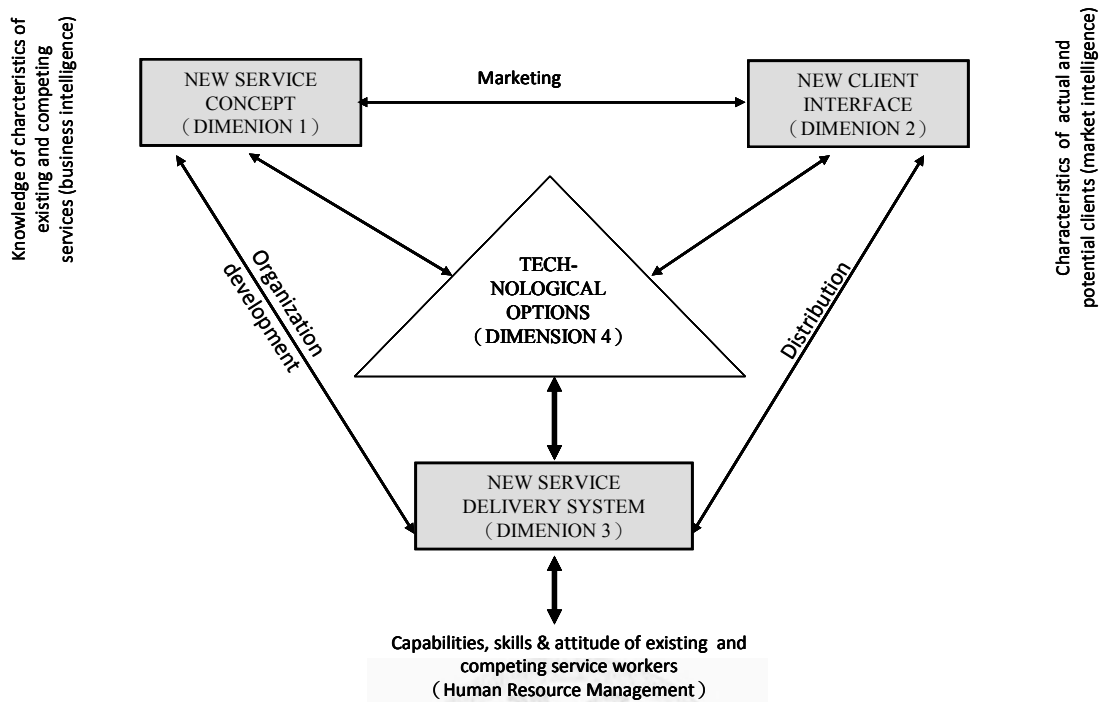 Knowledge of charcteristics of
existing and competing
services (business intelligence)
NEW SERVICE
CONCEPT
（DIMENION 1）
Marketing
NEW CLIENT
INTERFACE
（DIMENION 2）
Characteristics of actual and
potential clients (market intelligence)
Organization
development
TECH-
NOLOGICAL
OPTIONS
（DIMENSION 4）
Distribution
NEW SERVICE
DELIVERY SYSTEM
（DIMENION 3）
Capabilities, skills & attitude of existing and
competing service workers
（Human Resource Management）